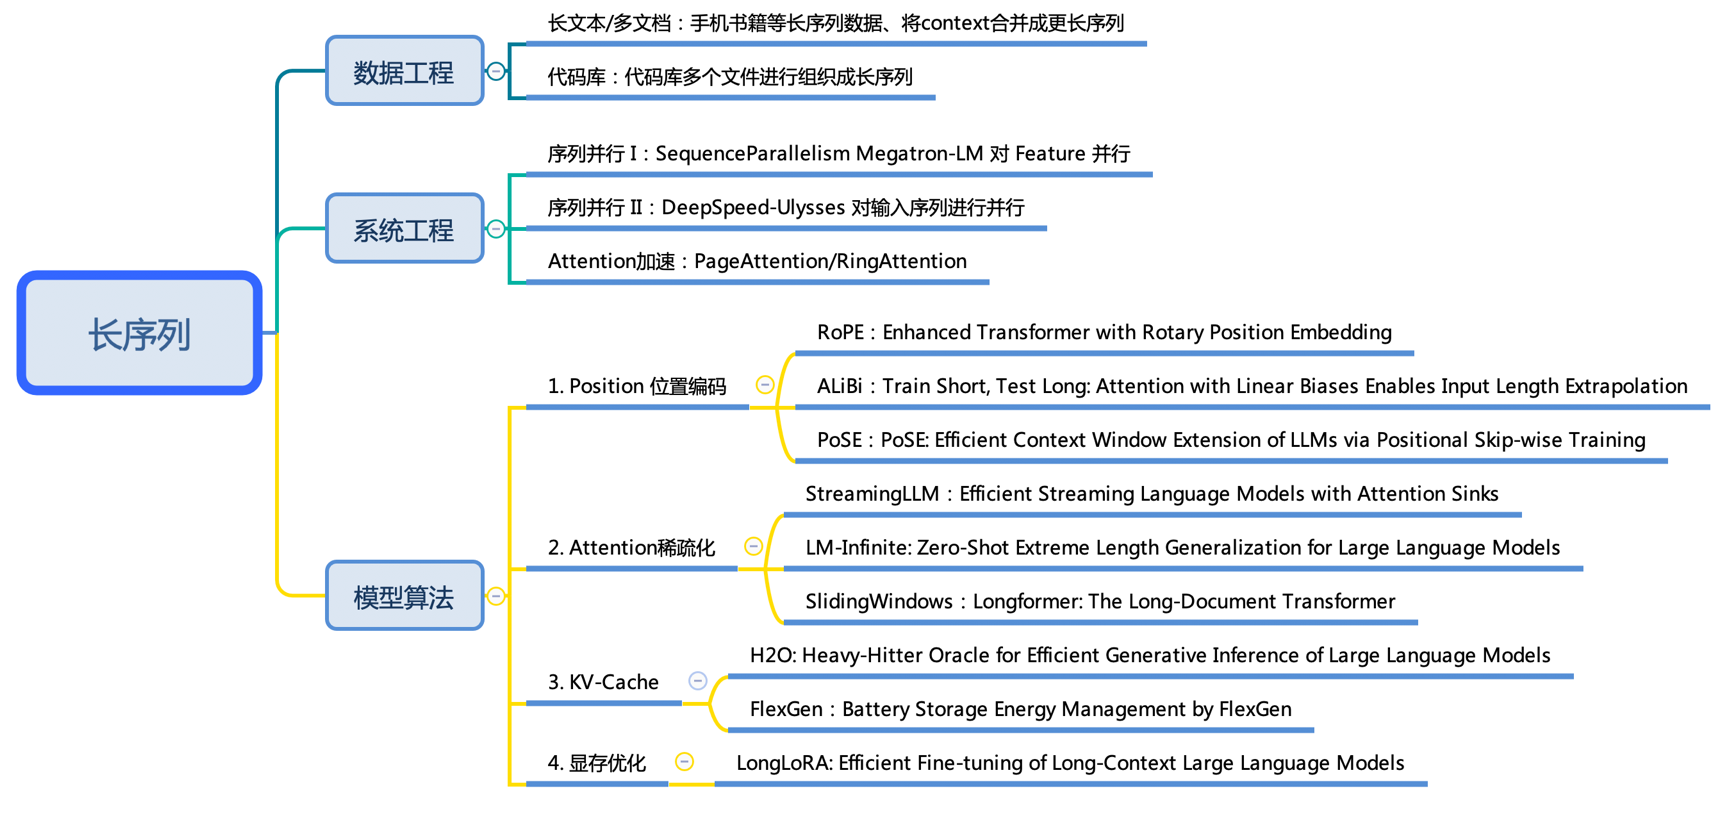 长序列
数据工程
长文本/多文档：手机书籍等长序列数据、将context合并成更长序列
代码库：代码库多个文件进行组织成长序列
系统工程
序列并行 I：SequenceParallelism Megatron-LM 对 Feature 并行
序列并行 II：DeepSpeed-Ulysses 对输入序列进行并行
Attention加速：PageAttention/RingAttention
模型算法
1. Position 位置编码
RoPE：Enhanced Transformer with Rotary Position Embedding
ALiBi：Train Short, Test Long: Attention with Linear Biases Enables Input Length Extrapolation
PoSE：PoSE: Efficient Context Window Extension of LLMs via Positional Skip-wise Training
2. Attention稀疏化
StreamingLLM：Efficient Streaming Language Models with Attention Sinks
LM-Infinite: Zero-Shot Extreme Length Generalization for Large Language Models
SlidingWindows：Longformer: The Long-Document Transformer
3. KV-Cache
H2O: Heavy-Hitter Oracle for Efficient Generative Inference of Large Language Models
FlexGen：Battery Storage Energy Management by FlexGen
4. 显存优化
LongLoRA: Efficient Fine-tuning of Long-Context Large Language Models